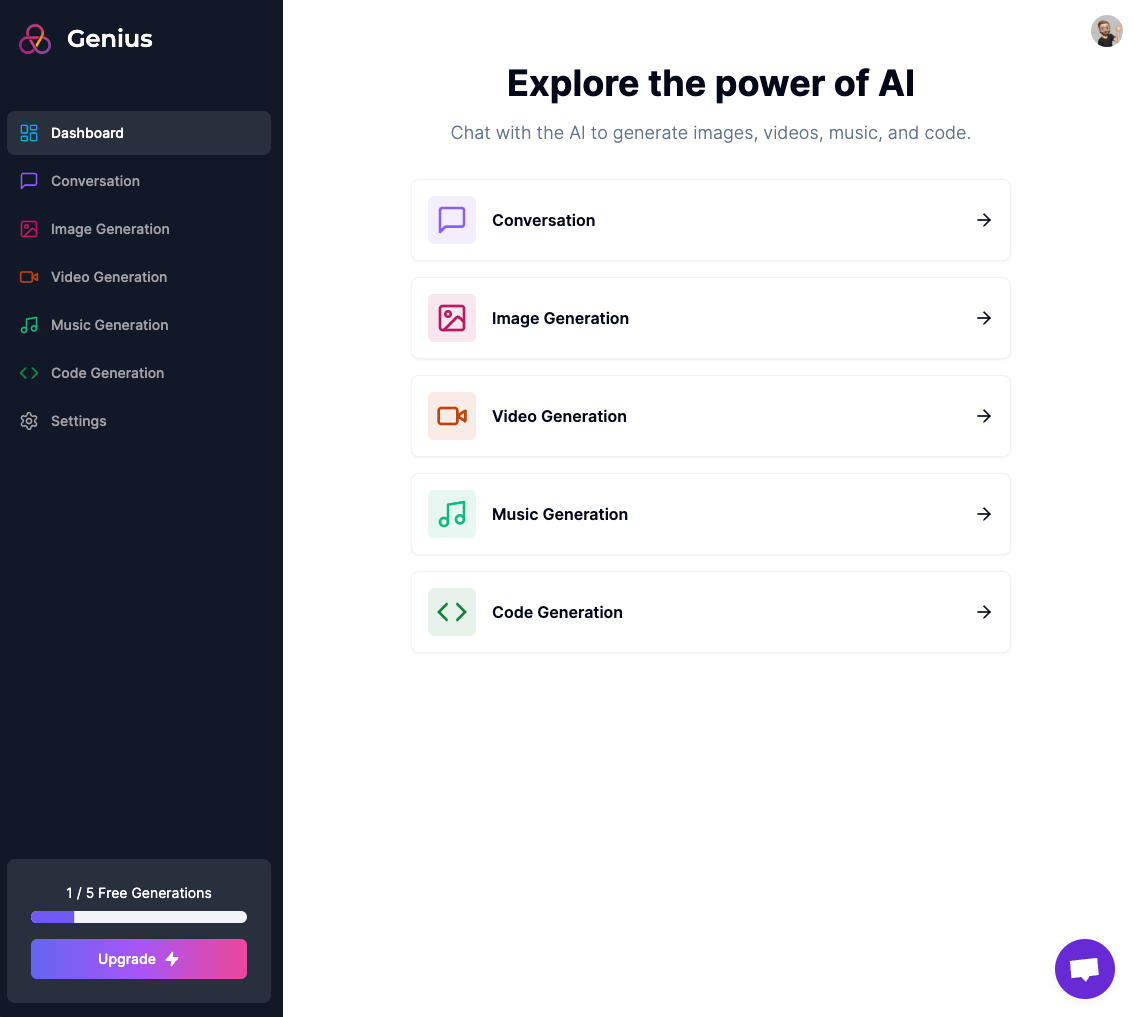 Genius
Dashboard
Conversation
Image Generation
Video Generation
Music Generation
Code Generation
Settings
1 / 5 Free Generations
Upgrade
Explore the power of AI
Chat with the AI to generate images, videos, music, and code.
Conversation
Image Generation
Video Generation
Music Generation
Code Generation